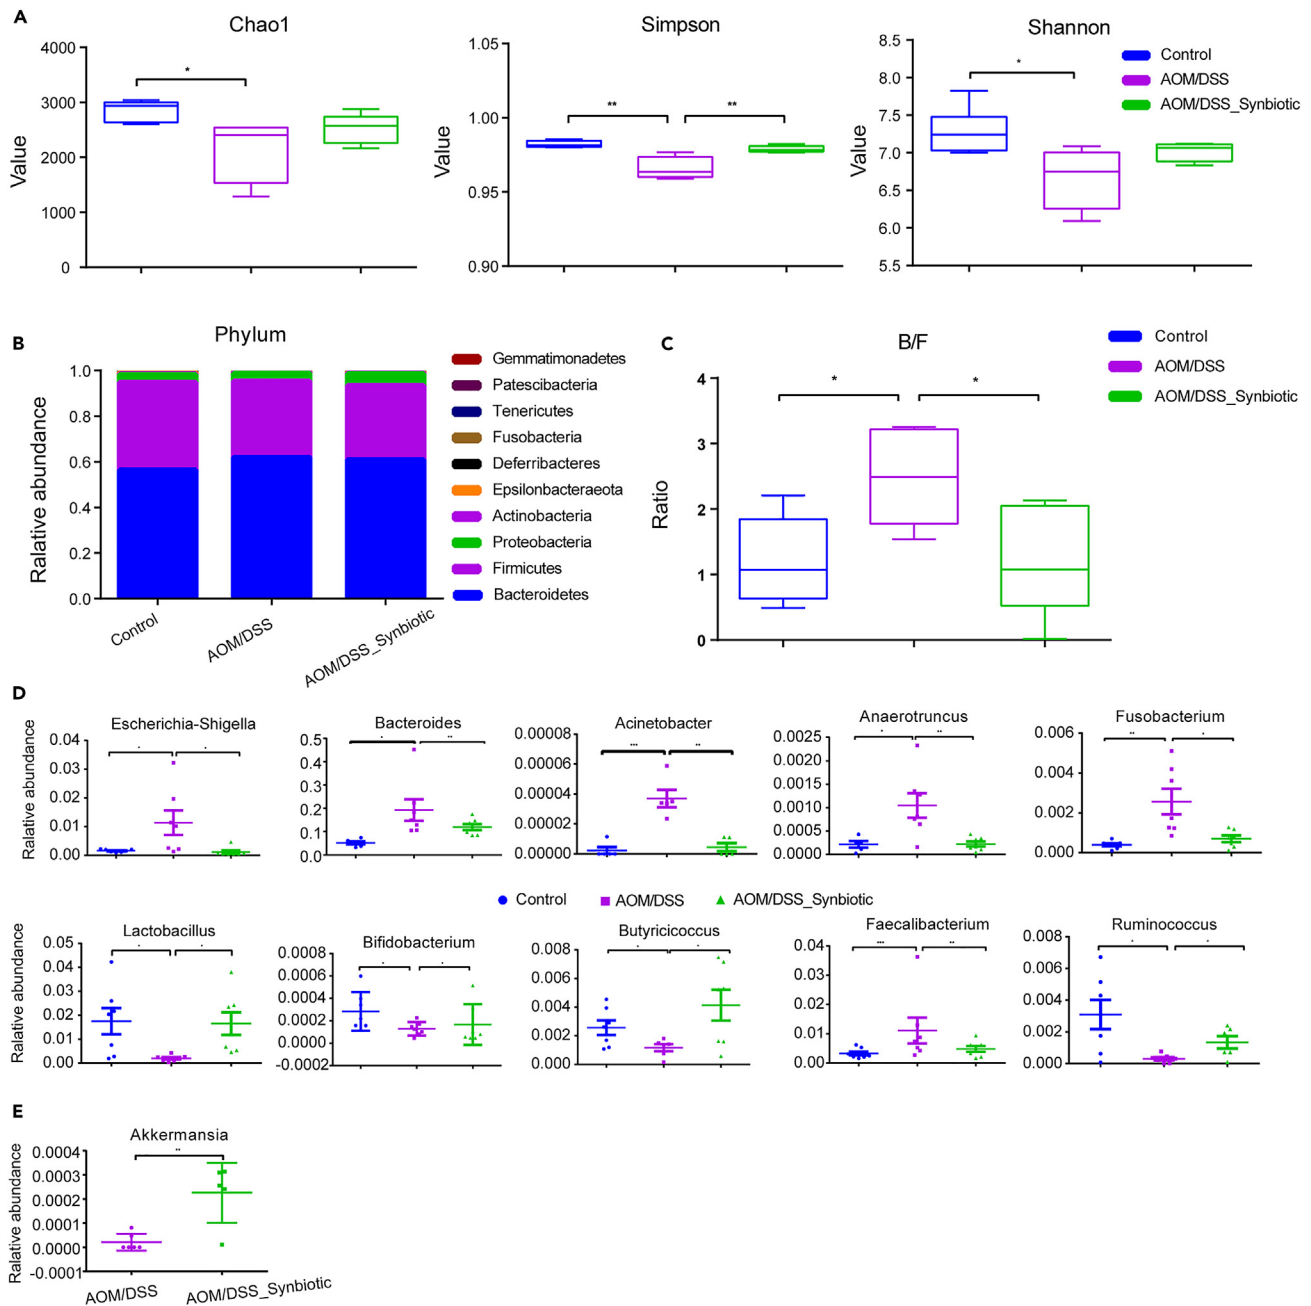 A
Chao1
Simpson
Shannon
4000
3000
2000
1000
0
Value
*
1.05
1.00
0.95
0.90
Value
**
**
8.5
8.0
7.5
7.0
6.5
6.0
5.5
Value
*
Control
AOM/DSS
AOM/DSS_Synbiotic
B
Phylum
Ralative abundance
1.0
0.8
0.6
0.4
0.2
0.0
Control
AOM/DSS
AOM/DSS_Synbiotic
Gemmatimonadetes
Patescibacteria
Tenericutes
Fusobacteria
Deferribacteres
Epsilonbacteraeota
Actinobacteria
Proteobacteria
Firmicutes
Bacteroidetes
C
B/F
Ratio
4
3
2
1
0
*
*
Control
AOM/DSS
AOM/DSS_Synbiotic
D
Ralative abundance
Escherichia-Shigella
0.04
0.03
0.02
0.01
0.00
*
*
Bacteroides
0.5
0.4
0.3
0.2
0.1
0.0
*
**
Acinetobacter
0.00008
0.00006
0.00004
0.00002
0.00000
***
**
Anaerotruncus
0.0025
0.0020
0.0015
0.0010
0.0005
0.0000
*
**
Fusobacterium
0.006
0.004
0.002
0.000
**
*
Control
AOM/DSS
AOM/DSS_Synbiotic
Ralative abundance
Lactobacillus
0.05
0.04
0.03
0.02
0.01
0.00
*
*
Bifidobacterium
0.0008
0.0006
0.0004
0.0002
0.0000
-0.0002
*
*
Butyricicoccus
0.008
0.006
0.004
0.002
0.000
*
*
Faecalibacterium
0.04
0.03
0.02
0.01
0.00
***
**
Ruminococcus
0.008
0.006
0.004
0.002
0.000
*
*
E
Akkermansia
Ralative abundance
0.0004
0.0003
0.0002
0.0001
0.0000
-0.0001
**
AOM/DSS
AOM/DSS_Synbiotic